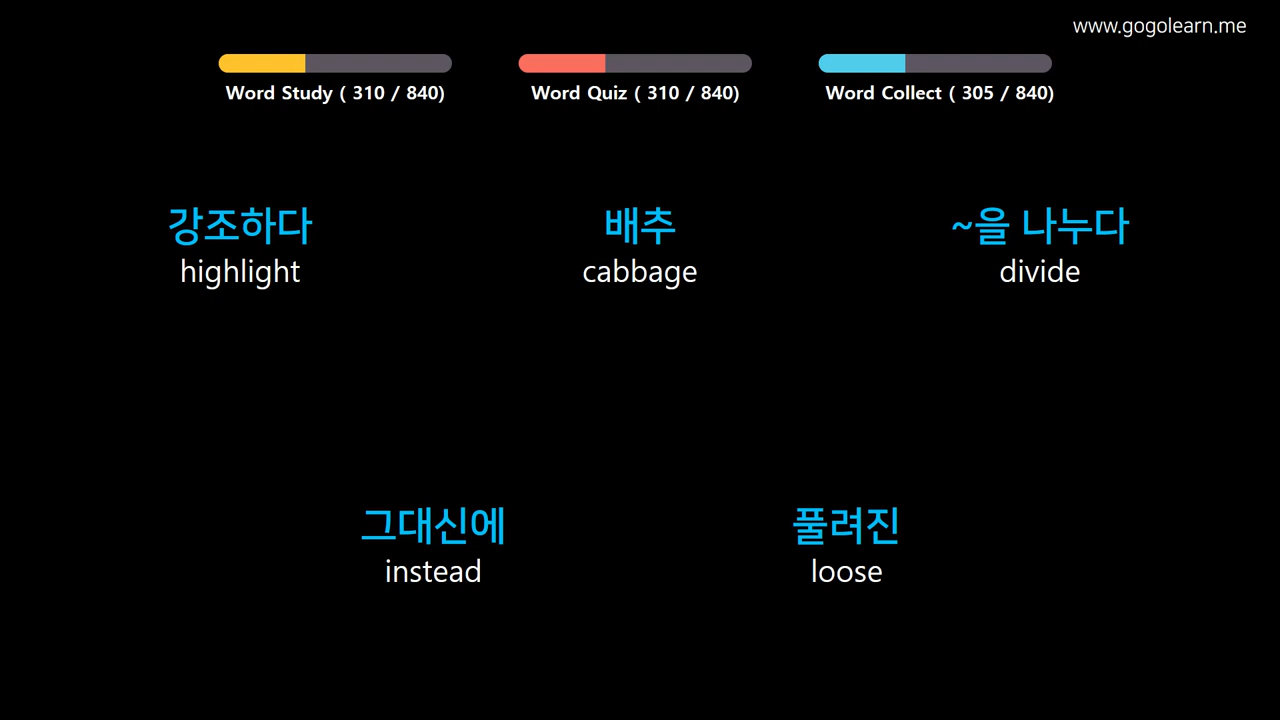 www.gogolearn.me
Word Study ( 310 / 840)
Word Quiz ( 310 / 840)
Word Collect ( 305 / 840)
강조하다
highlight
배추
cabbage
~을 나누다
divide
그대신에
instead
풀려진
loose